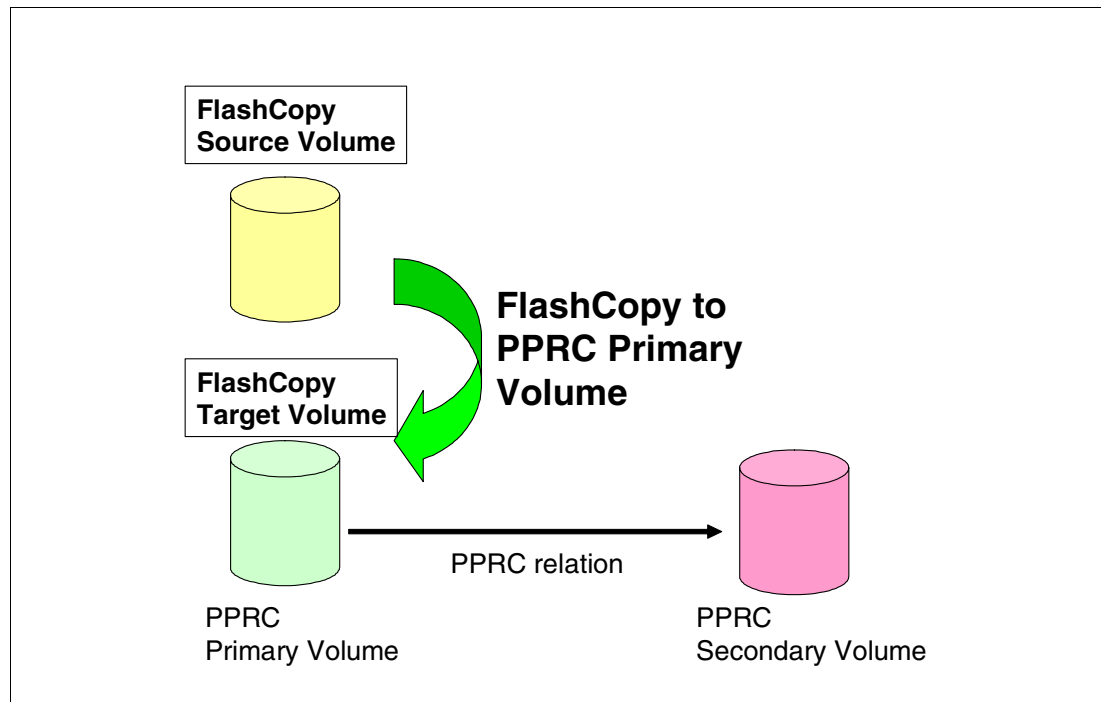 FlashCopy
Source Volume
FlashCopy to
PPRC Primary
Volume
FlashCopy
Target Volume
PPRC relation
PPRC
Primary Volume
PPRC
Secondary Volume